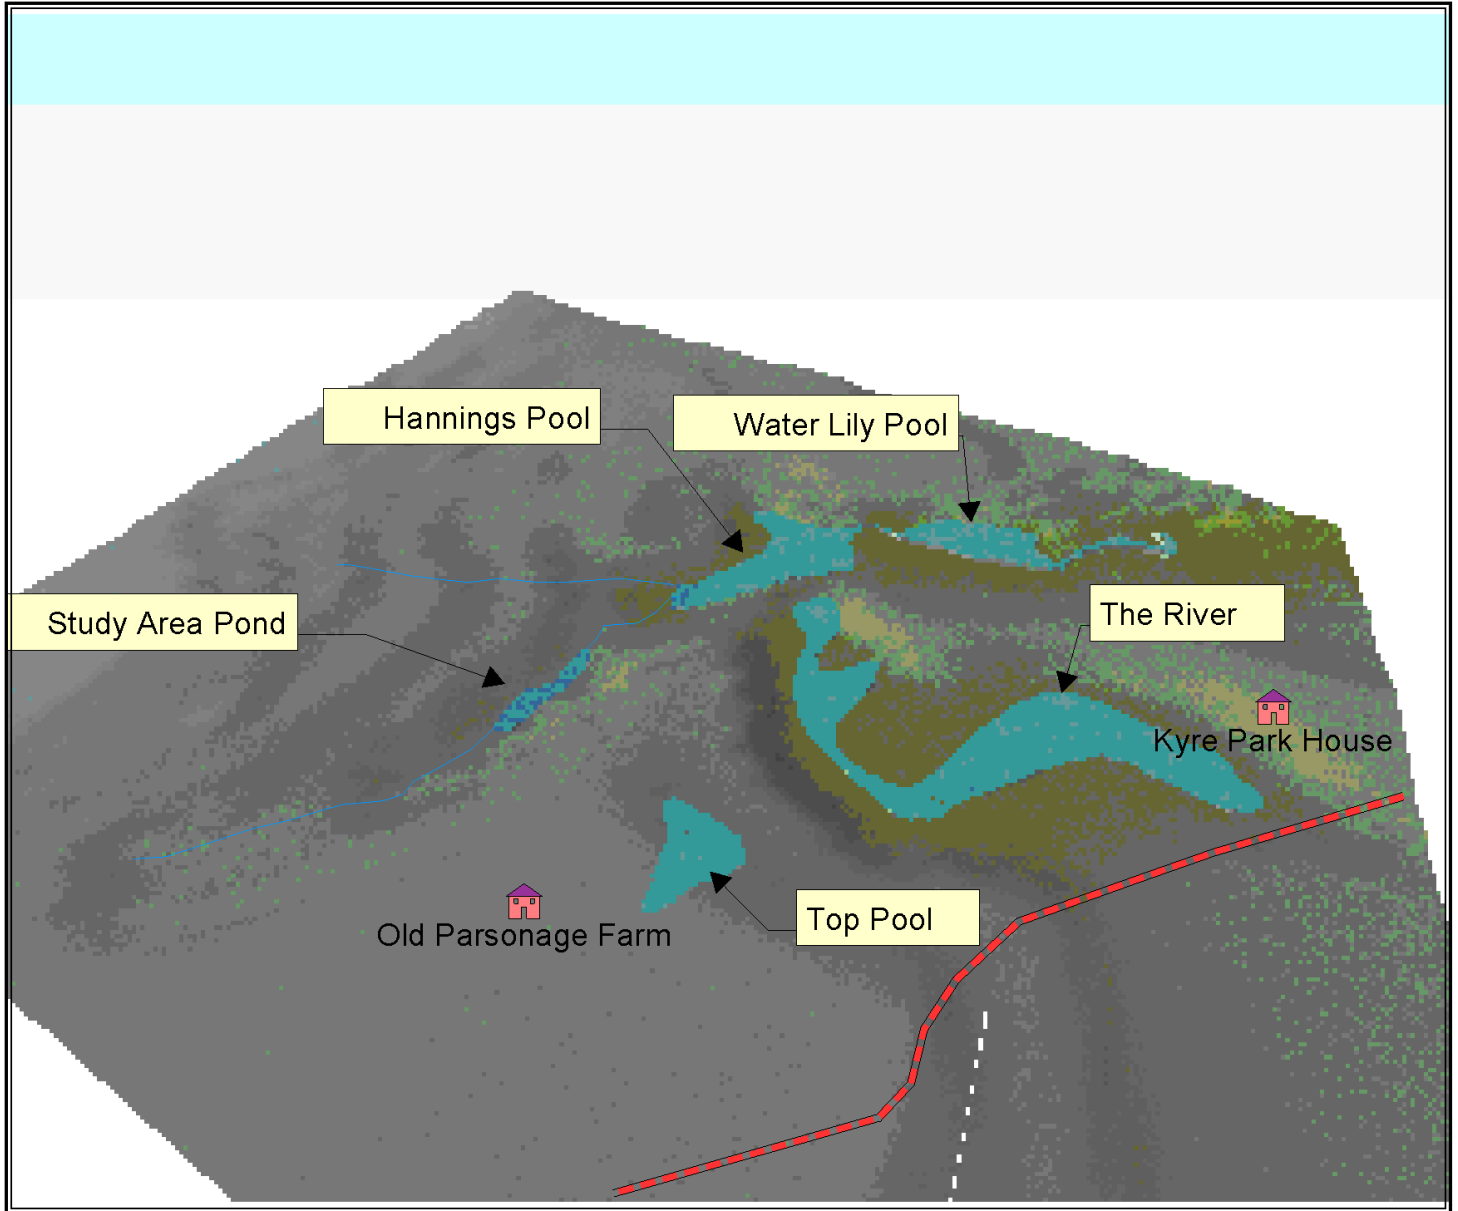 Hannings Pool
Water Lily Pool
Study Area Pond
The River
Kyre Park House
Top Pool
Old Parsonage Farm